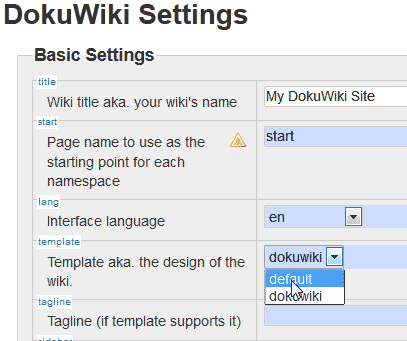 DokuWiki Settings
Basic Settings
title
Wiki title aka. your wiki's name
My DokuWiki Site
start
Page name to use as the
starting point for each
namespace
start
lang
Interface language
en
template
Template aka. the design of the
wiki.
dokuwiki
default
dokuwiki
tagline
Tagline (if template supports it)
sidebar